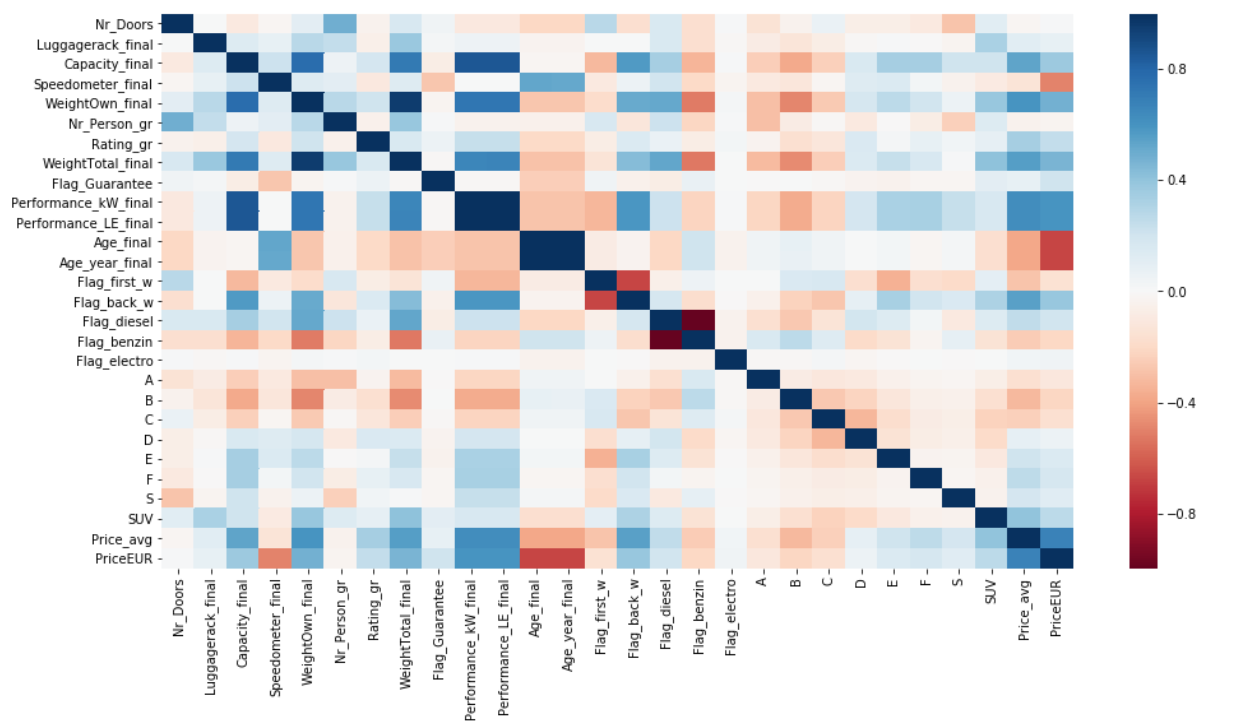 Nr_Doors
Luggagerack_final
Capacity_final
Speedometer_final
WeightOwn_final
Nr_Person_gr
Rating_gr
WeightTotal_final
Flag_Guarantee
Performance_kW_final
Performance_LE_final
Age_final
Age_year_final
Flag_first_w
Flag_back_w
Flag_diesel
Flag_benzin
Flag_electro
A
B
C
D
E
F
S
SUV
Price_avg
PriceEUR
Nr_Doors
Luggagerack_final
Capacity_final
Speedometer_final
WeightOwn_final
Nr_Person_gr
Rating_gr
WeightTotal_final
Flag_Guarantee
Performance_kW_final
Performance_LE_final
Age_final
Age_year_final
Flag_first_w
Flag_back_w
Flag_diesel
Flag_benzin
Flag_electro
A
B
C
D
E
F
S
SUV
Price_avg
PriceEUR
0.8
0.4
0.0
−0.4
−0.8